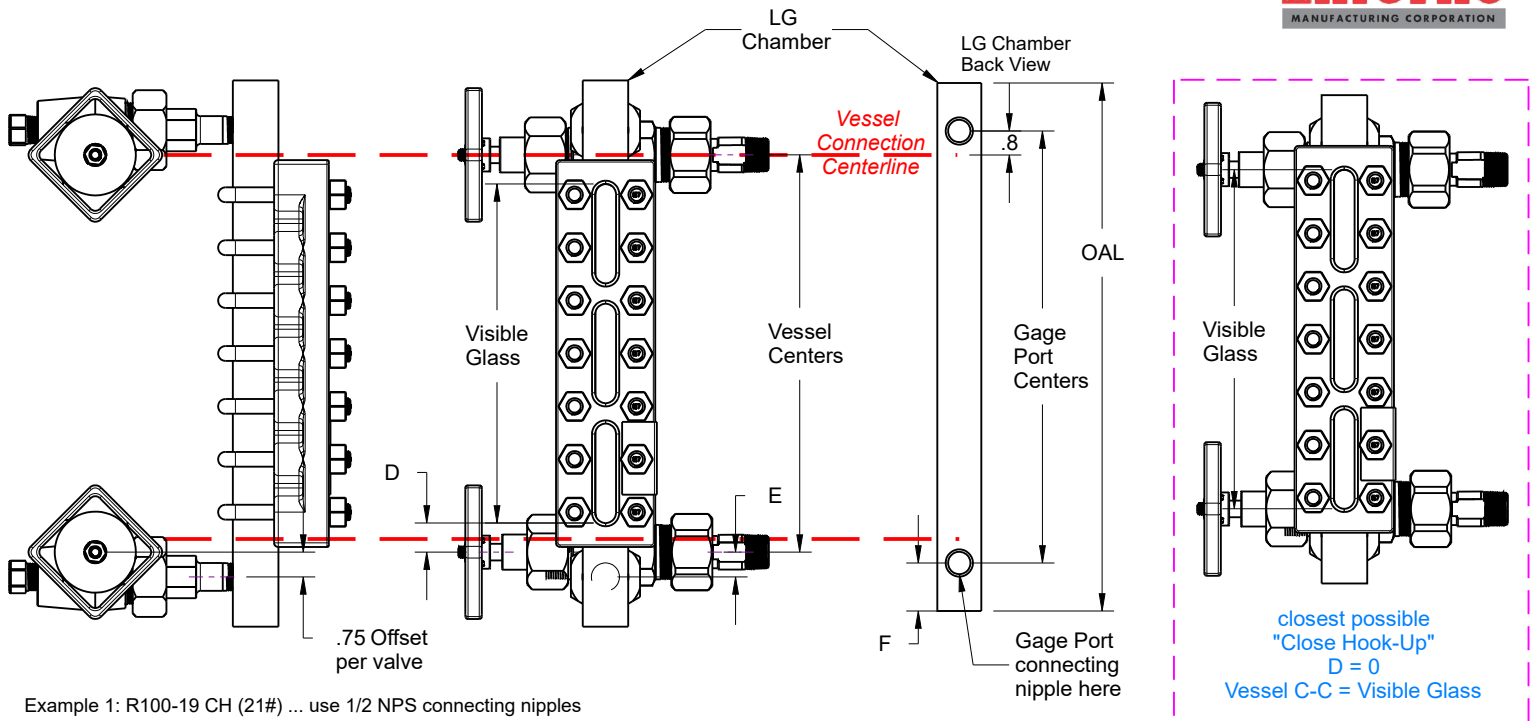 MANUFACTURING CORPORATION
LG
Chamber
LG Chamber
Back View
Vessel
Connection
Centerline
.8
OAL
Visible
Glass
Vessel
Centers
Gage
Port
Centers
Visible
Glass
D
E
F
.75 Offset
per valve
Gage Port
connecting
nipple here
closest possible
"Close Hook-Up"
D = 0
Vessel C-C = Visible Glass
Example 1: R100-19 CH (21#) ... use 1/2 NPS connecting nipples